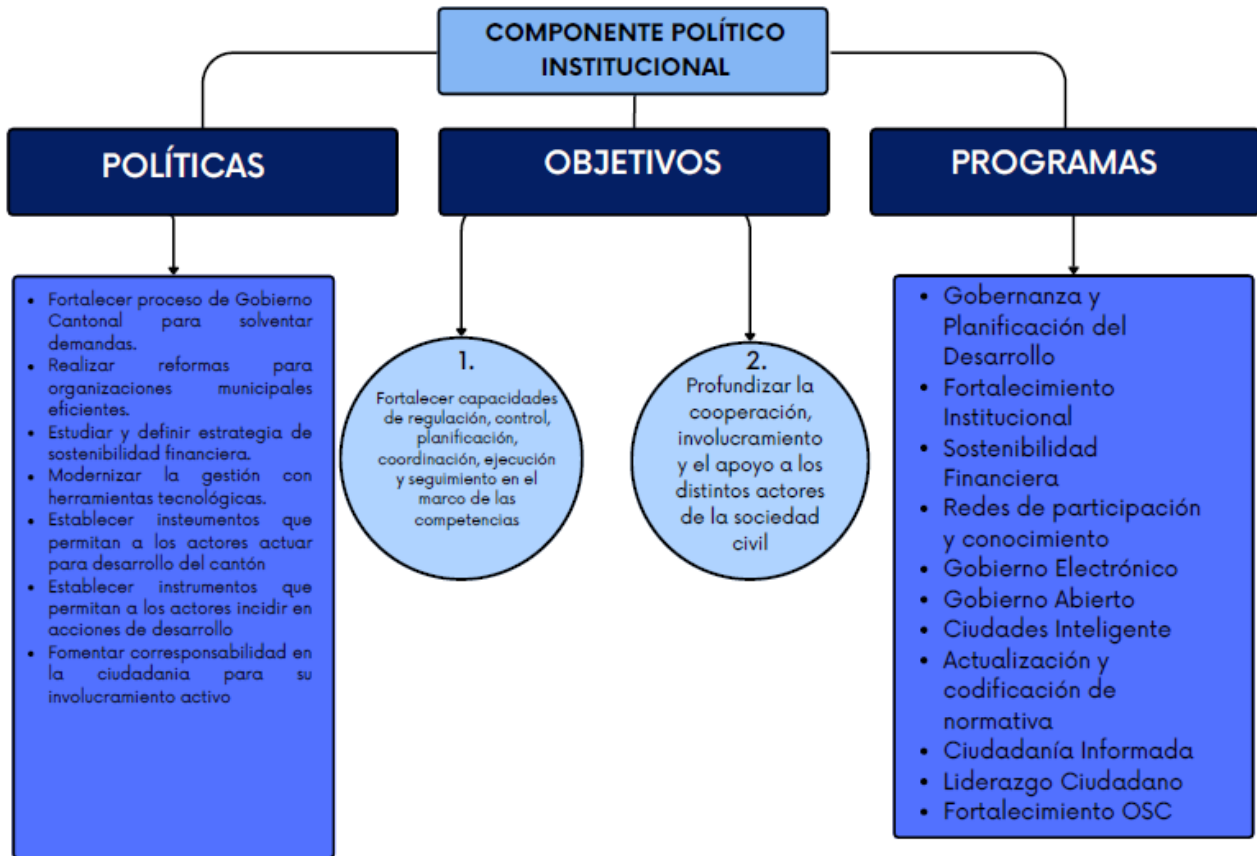 COMPONENTE POLÍTICO
INSTITUCIONAL
POLÍTICAS
OBJETIVOS
PROGRAMAS
• Fortalecer proceso de Gobierno
Cantonal para solventar
demandas.
• Realizar reformas para
organizaciones municipales
eficientes.
• Estudiar y definir estrategia de
sostenibilidad financiera.
• Modernizar la gestión con
herramientas tecnológicas.
• Establecer insteumentos que
permitan a los actores actuar
para desarrollo del cantón
• Establecer instrumentos que
permitan a los actores incidir en
acciones de desarrollo
• Fomentar corresponsabilidad en
la ciudadania para su
involucramiento activo
1.
Fortalecer capacidades
de regulación, control,
planificación,
coordinación, ejecución
y seguimiento en el
marco de las
competencias
2.
Profundizar la
cooperación,
involucramiento
y el apoyo a los
distintos actores
de la sociedad
civil
• Gobernanza y
Planificación del
Desarrollo
• Fortalecimiento
Institucional
• Sostenibilidad
Financiera
• Redes de participación
y conocimiento
• Gobierno Electrónico
• Gobierno Abierto
• Ciudades Inteligente
• Actualización y
codificación de
normativa
• Ciudadanía Informada
• Liderazgo Ciudadano
• Fortalecimiento OSC